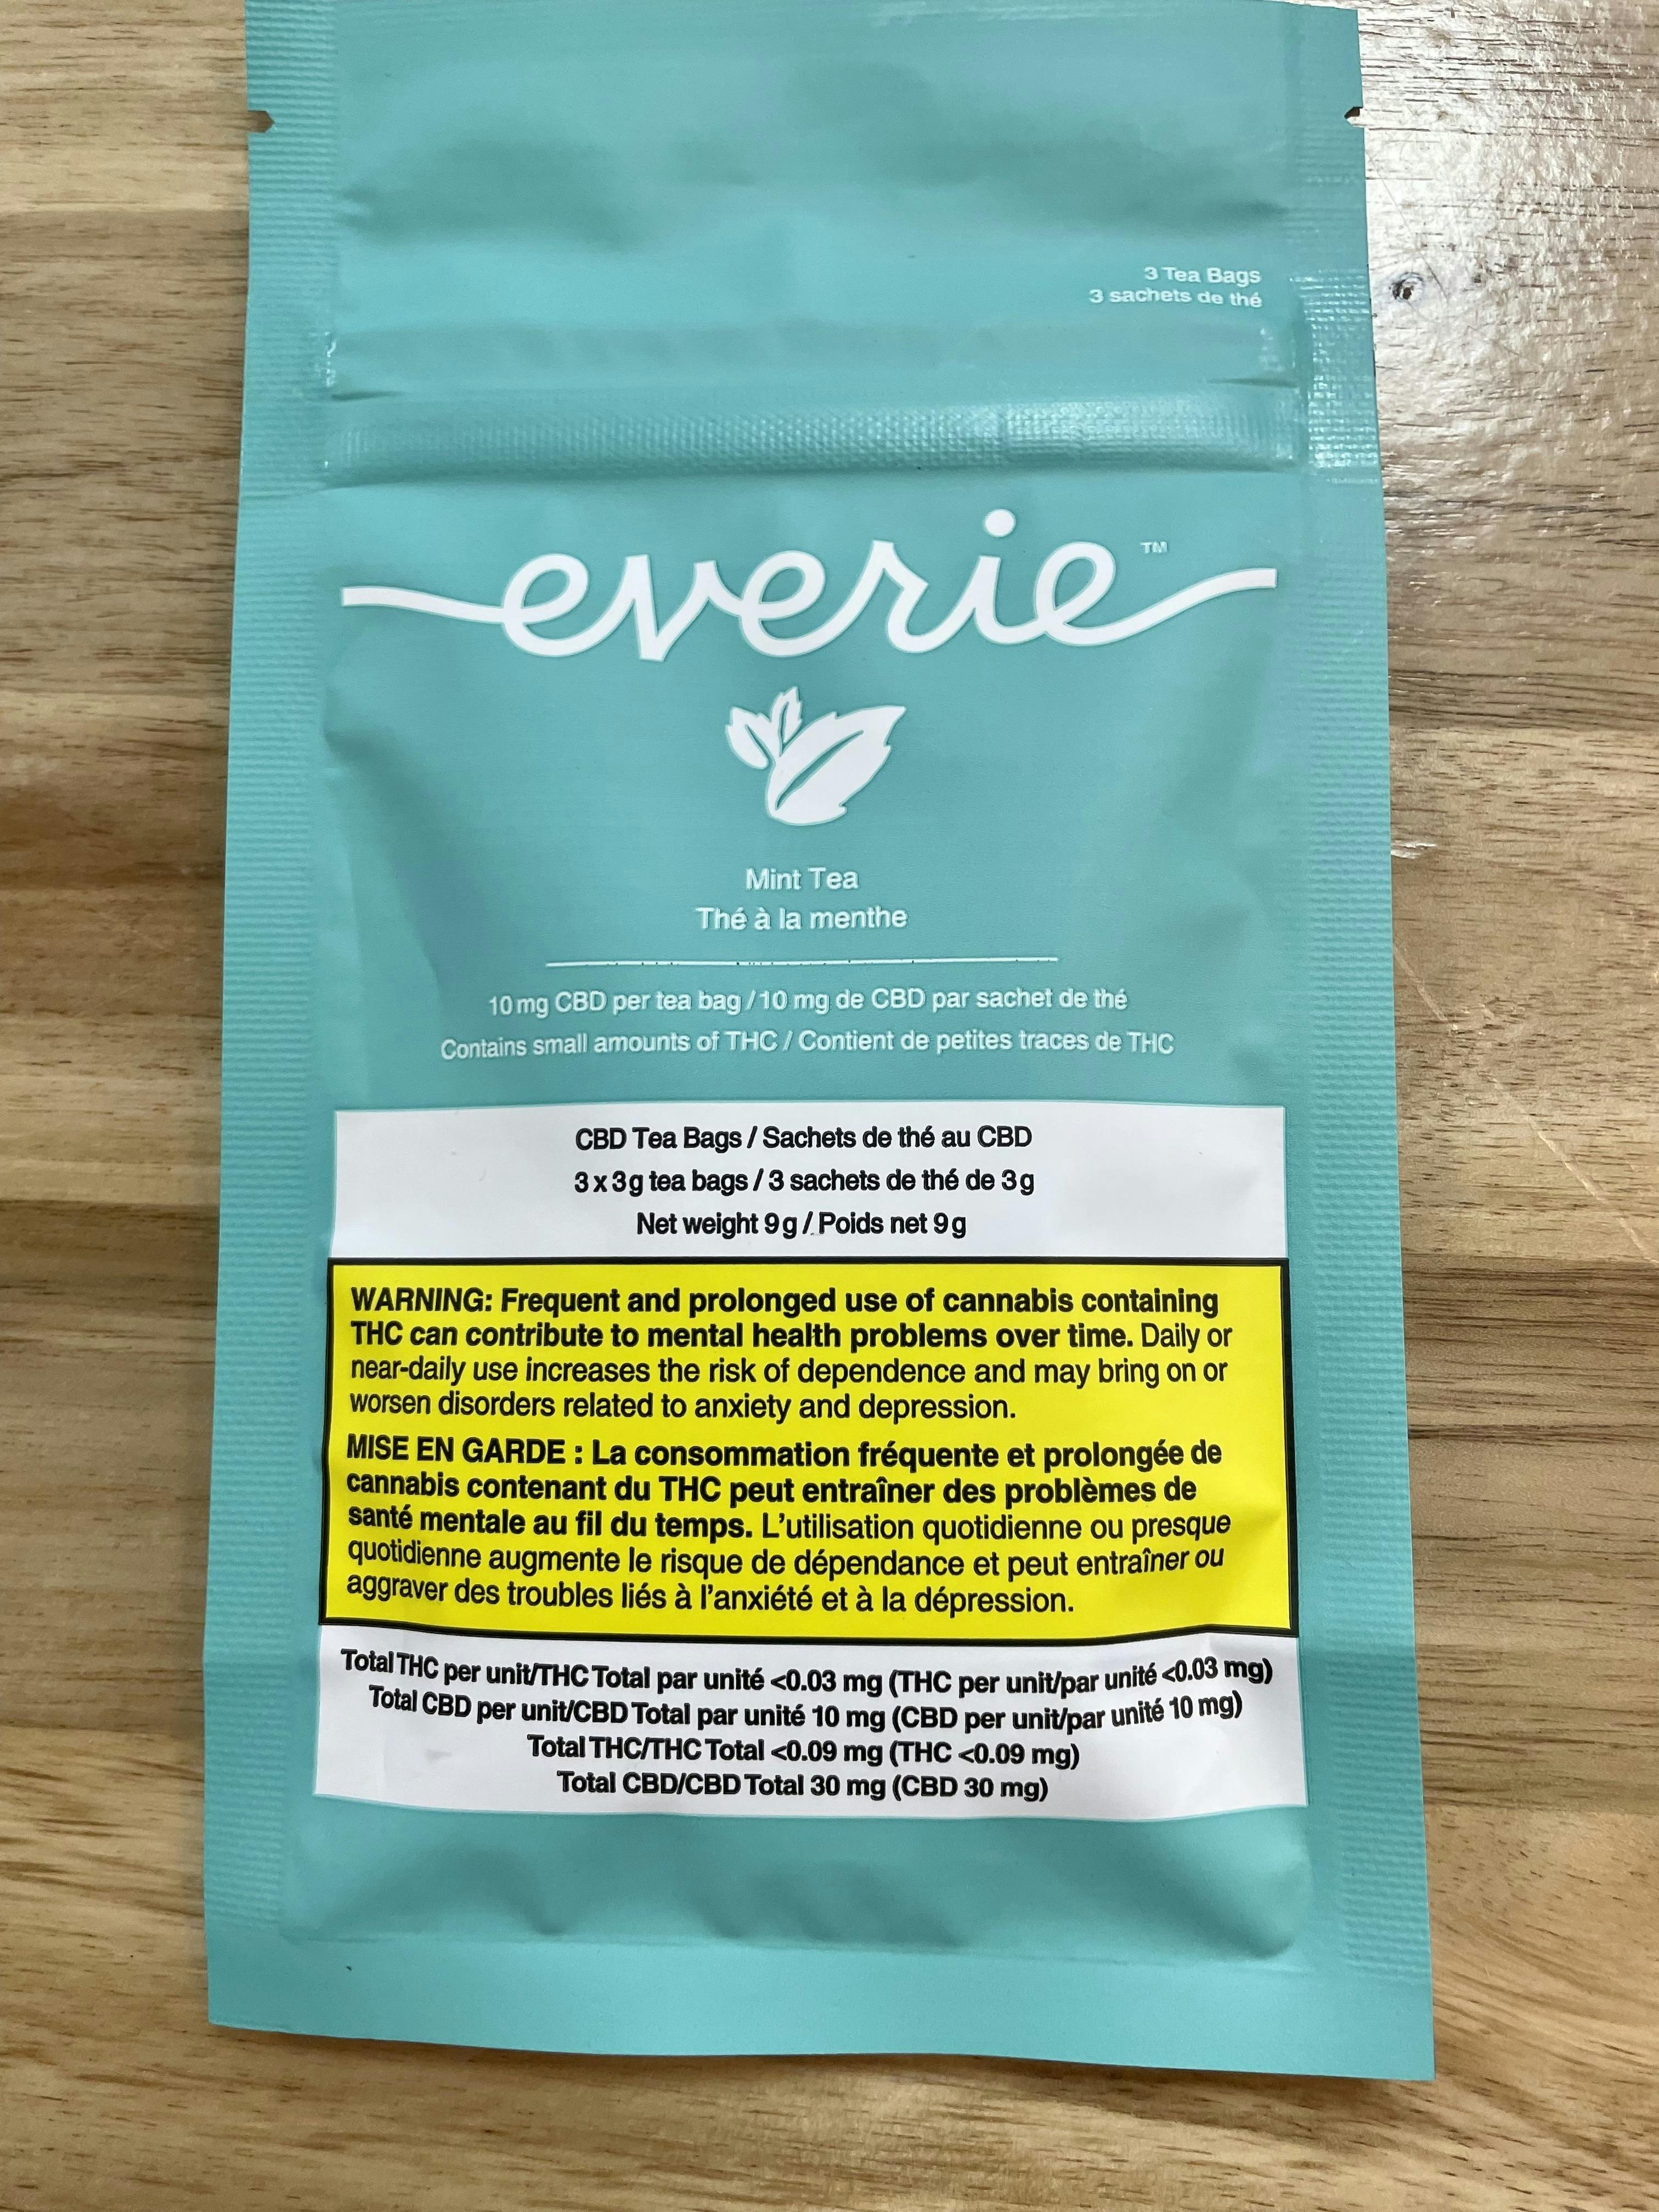 3 Tea Bags
3 sachets de thé
everie™
Mint Tea
Thé à la menthe
10 mg CBD per tea bag / 10 mg de CBD par sachet de thé
Contains small amounts of THC / Contient de petites traces de THC
CBD Tea Bags / Sachets de thé au CBD
3 x 3 g tea bags / 3 sachets de thé de 3 g
Net weight 9 g / Poids net 9 g
WARNING: Frequent and prolonged use of cannabis containing
THC can contribute to mental health problems over time. Daily or
near-daily use increases the risk of dependence and may bring on or
worsen disorders related to anxiety and depression.
MISE EN GARDE : La consommation fréquente et prolongée de
cannabis contenant du THC peut entraîner des problèmes de
santé mentale au fil du temps. L'utilisation quotidienne ou presque
quotidienne augmente le risque de dépendance et peut entraîner ou
aggraver des troubles liés à l'anxiété et à la dépression.
Total THC per unit/THC Total par unité <0.03 mg (THC per unit/par unité <0.03 mg)
Total CBD per unit/CBD Total par unité 10 mg (CBD per unit/par unité 10 mg)
Total THC/THC Total <0.09 mg (THC <0.09 mg)
Total CBD/CBD Total 30 mg (CBD 30 mg)